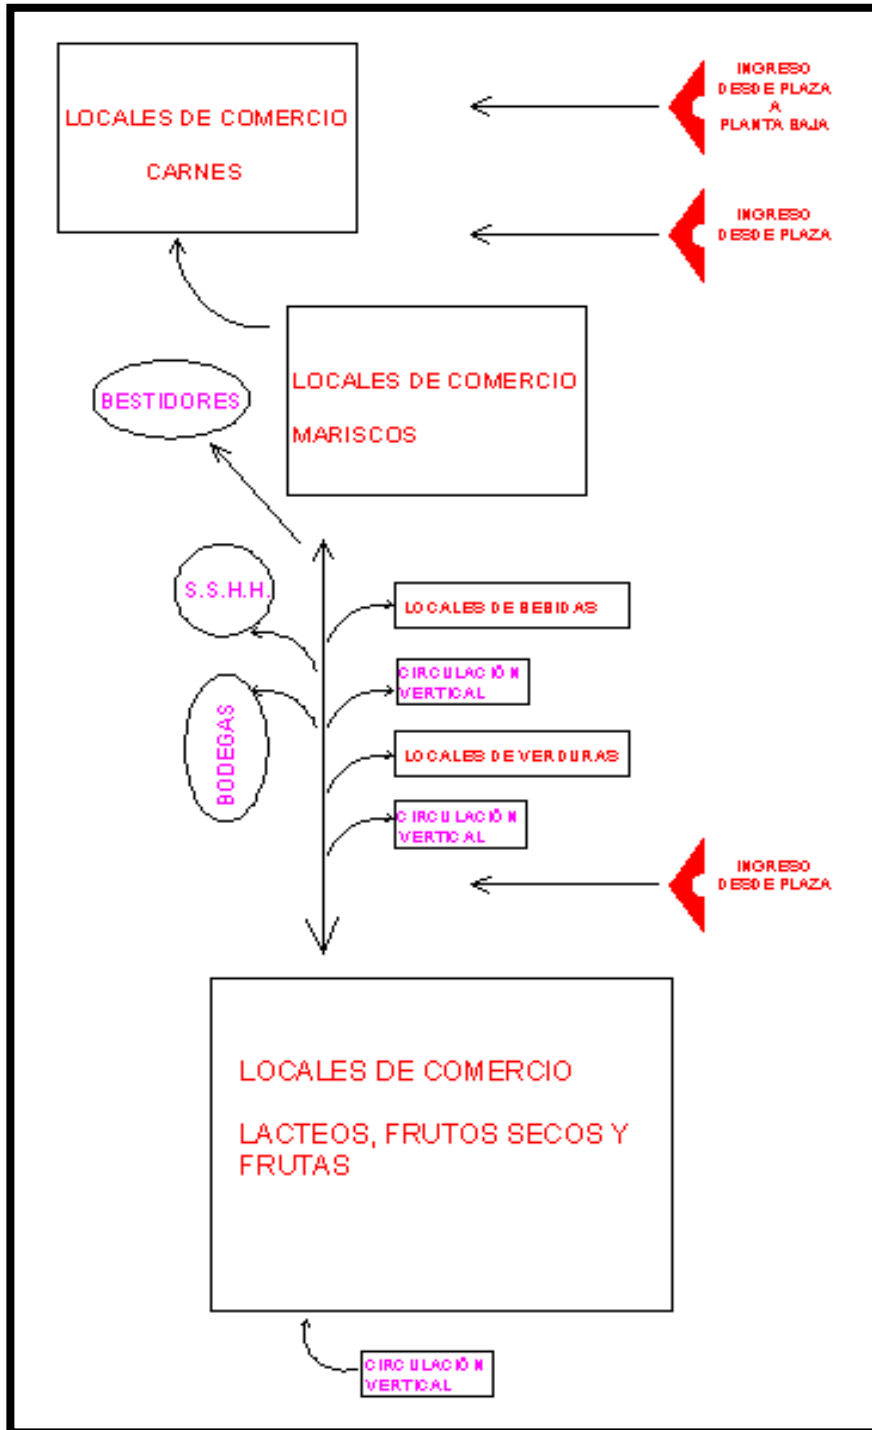 LOCALES DE COMERCIO
CARNES
INGRESO
DESDE PLAZA
A
PLANTA BAJA
INGRESO
DESDE PLAZA
LOCALES DE COMERCIO
MARISCOS
BESTIDORES
S.S.H.H.
LOCALES DE BEBIDAS
CIRCULACIÓN
VERTICAL
BODEGAS
LOCALES DE VERDURAS
CIRCULACIÓN
VERTICAL
INGRESO
DESDE PLAZA
LOCALES DE COMERCIO
LACTEOS, FRUTOS SECOS Y
FRUTAS
CIRCULACIÓN
VERTICAL